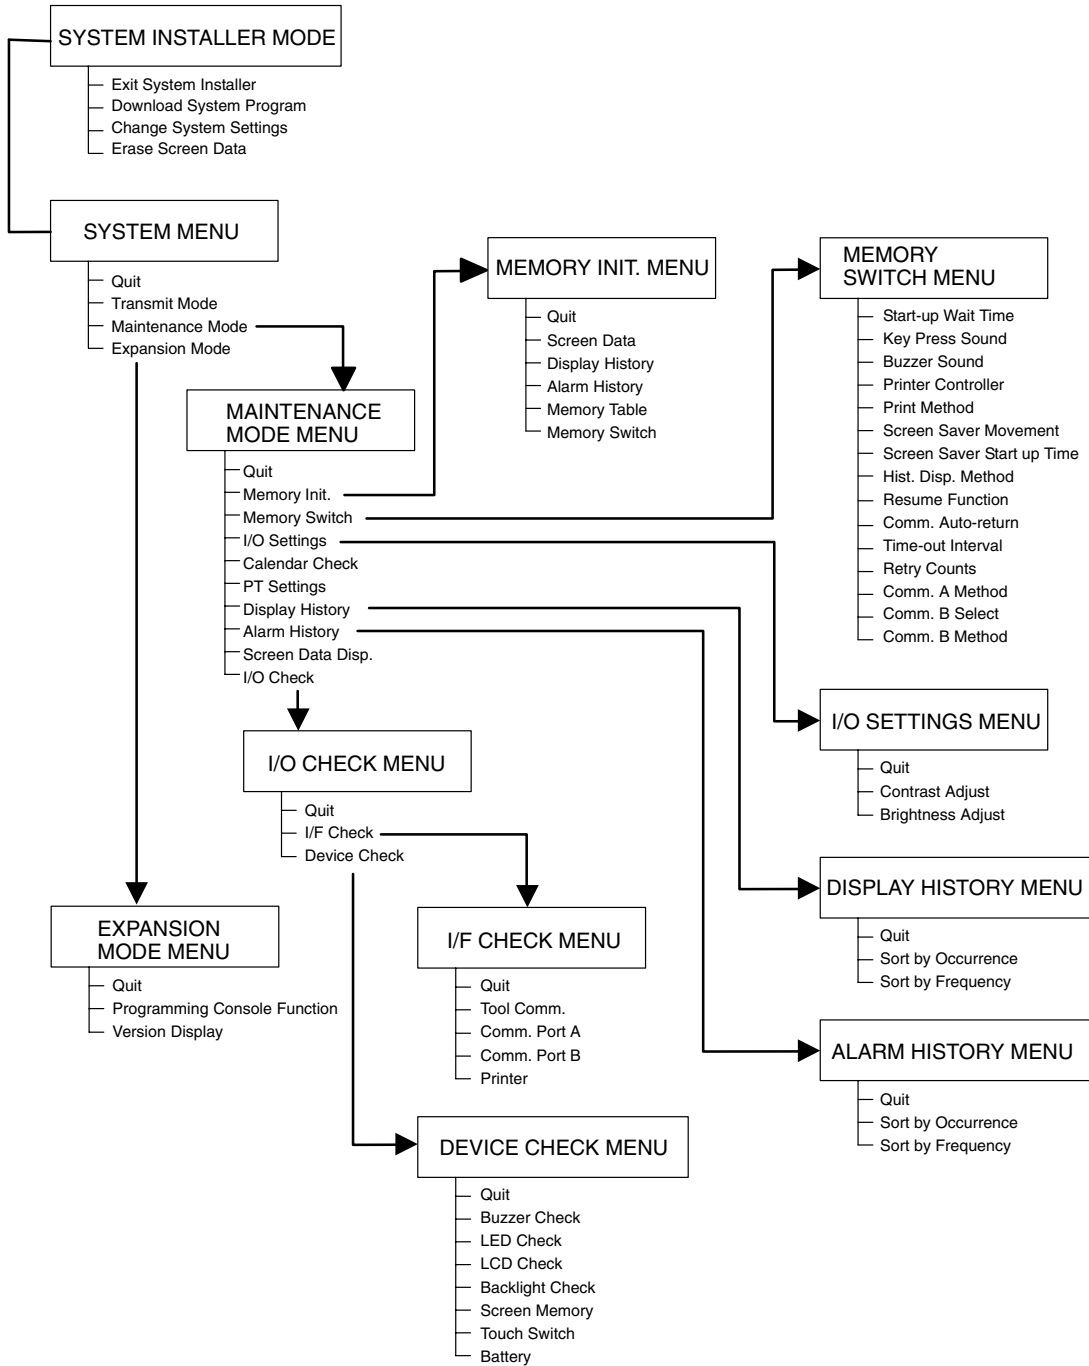 SYSTEM INSTALLER MODE
Exit System Installer
Download System Program
Change System Settings
Erase Screen Data
SYSTEM MENU
Quit
Transmit Mode
Maintenance Mode
Expansion Mode
MEMORY INIT. MENU
Quit
Screen Data
Display History
Alarm History
Memory Table
Memory Switch
MEMORY
SWITCH MENU
Start-up Wait Time
Key Press Sound
Buzzer Sound
Printer Controller
Print Method
Screen Saver Movement
Screen Saver Start up Time
Hist. Disp. Method
Resume Function
Comm. Auto-return
Time-out Interval
Retry Counts
Comm. A Method
Comm. B Select
Comm. B Method
MAINTENANCE
MODE MENU
Quit
Memory Init.
Memory Switch
I/O Settings
Calendar Check
PT Settings
Display History
Alarm History
Screen Data Disp.
I/O Check
I/O SETTINGS MENU
Quit
Contrast Adjust
Brightness Adjust
I/O CHECK MENU
Quit
I/F Check
Device Check
DISPLAY HISTORY MENU
Quit
Sort by Occurrence
Sort by Frequency
EXPANSION
MODE MENU
Quit
Programming Console Function
Version Display
I/F CHECK MENU
Quit
Tool Comm.
Comm. Port A
Comm. Port B
Printer
ALARM HISTORY MENU
Quit
Sort by Occurrence
Sort by Frequency
DEVICE CHECK MENU
Quit
Buzzer Check
LED Check
LCD Check
Backlight Check
Screen Memory
Touch Switch
Battery